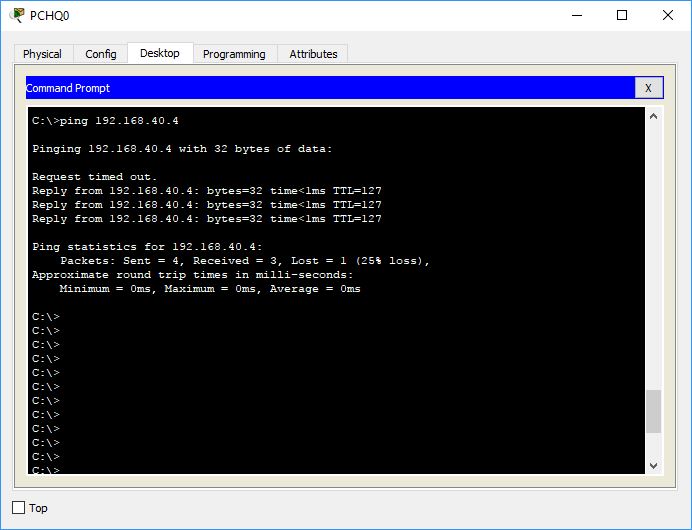 PCHQ0
Physical Config Desktop Programming Attributes
Command Prompt X
C:\>ping 192.168.40.4
Pinging 192.168.40.4 with 32 bytes of data:
Request timed out.
Reply from 192.168.40.4: bytes=32 time<1ms TTL=127
Reply from 192.168.40.4: bytes=32 time<1ms TTL=127
Reply from 192.168.40.4: bytes=32 time<1ms TTL=127
Ping statistics for 192.168.40.4:
    Packets: Sent = 4, Received = 3, Lost = 1 (25% loss),
Approximate round trip times in milli-seconds:
    Minimum = 0ms, Maximum = 0ms, Average = 0ms
C:\>
C:\>
C:\>
C:\>
C:\>
C:\>
C:\>
C:\>
C:\>
C:\>
C:\>
C:\>
Top